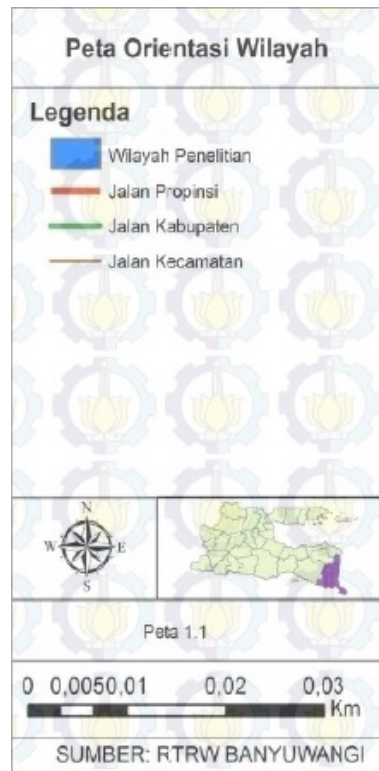 Peta Orientasi Wilayah
Legenda
Wilayah Penelitian
Jalan Propinsi
Jalan Kabupaten
Jalan Kecamatan
N
W E
S
Peta 1.1
0 0,0050,01 0,02 0,03
Km
SUMBER: RTRW BANYUWANGI